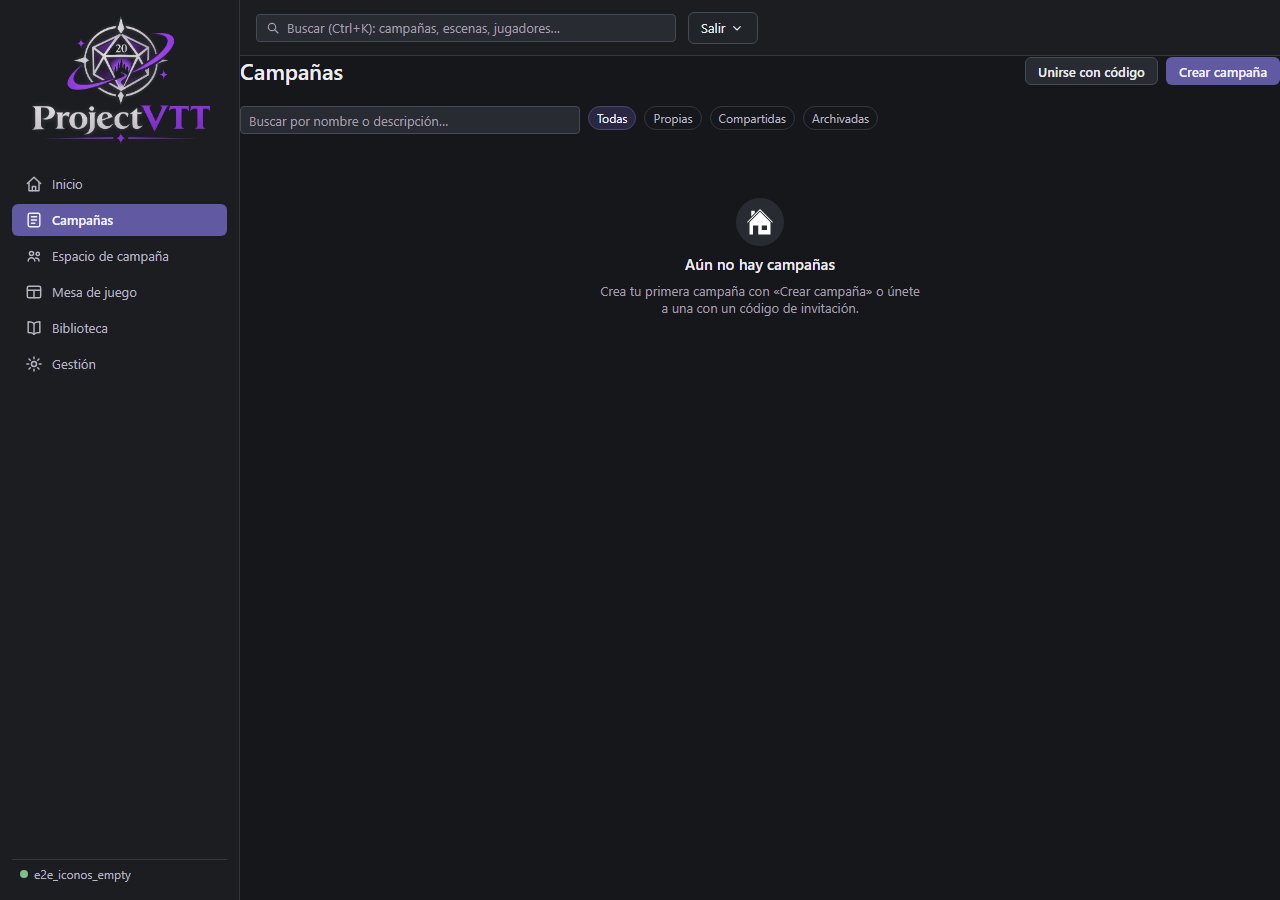 20
ProjectVTT
Inicio
Campañas
Espacio de campaña
Mesa de juego
Biblioteca
Gestión
e2e_iconos_empty
Buscar (Ctrl+K): campañas, escenas, jugadores...
Salir
Campañas
Unirse con código
Crear campaña
Buscar por nombre o descripción...
Todas
Propias
Compartidas
Archivadas
Aún no hay campañas
Crea tu primera campaña con «Crear campaña» o únete
a una con un código de invitación.